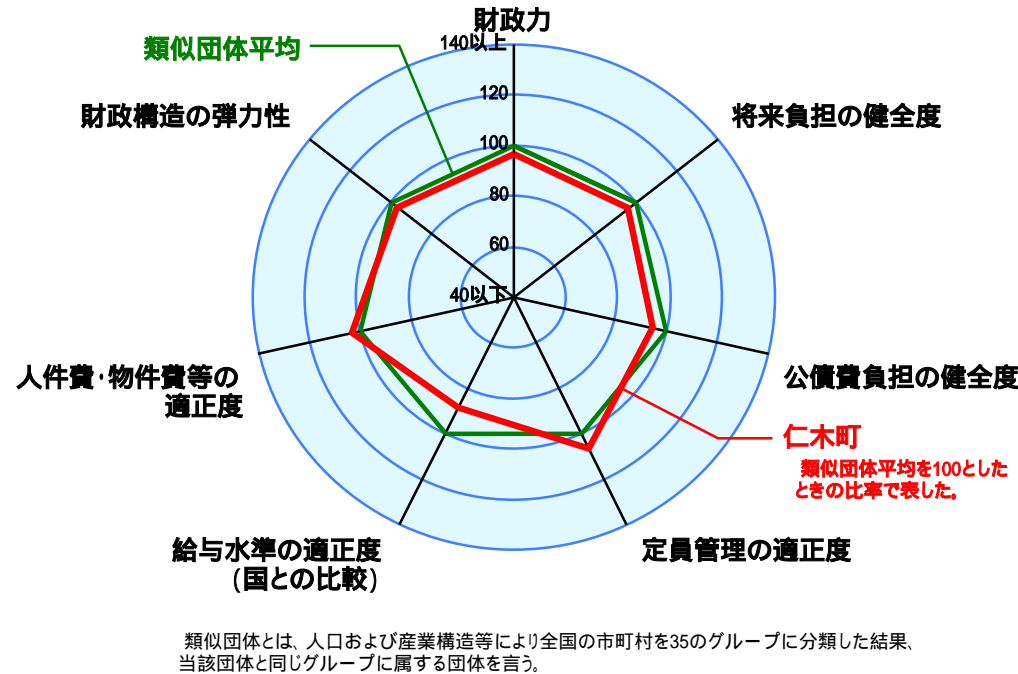 財政力
140以上
類似団体平均
120
財政構造の弾力性
将来負担の健全度
100
80
60
40以下
人件費・物件費等の
適正度
公債費負担の健全度
仁木町
類似団体平均を100とした
ときの比率で表した。
給与水準の適正度
(国との比較)
定員管理の適正度
類似団体とは、人口および産業構造等により全国の市町村を35のグループに分類した結果、
当該団体と同じグループに属する団体を言う。